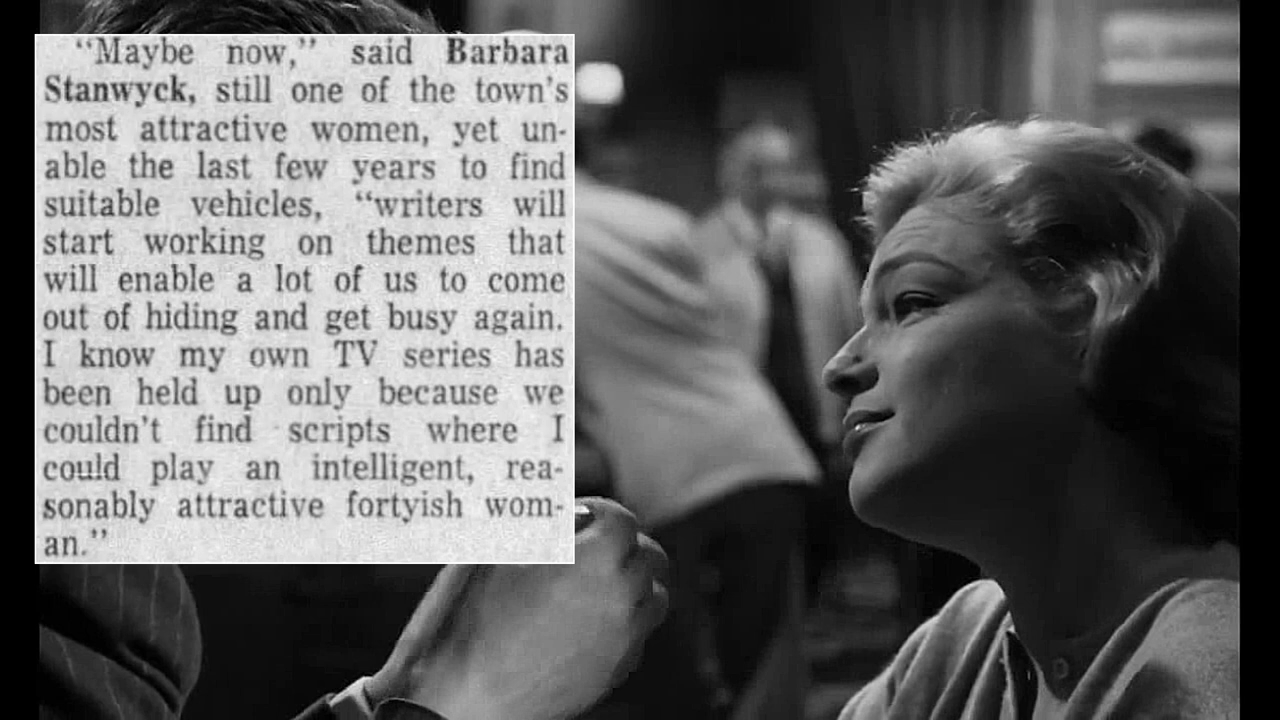 “Maybe now,” said Barbara
Stanwyck, still one of the town’s
most attractive women, yet un-
able the last few years to find
suitable vehicles, “writers will
start working on themes that
will enable a lot of us to come
out of hiding and get busy again.
I know my own TV series has
been held up only because we
couldn’t find scripts where I
could play an intelligent, rea-
sonably attractive fortyish wom-
an.”